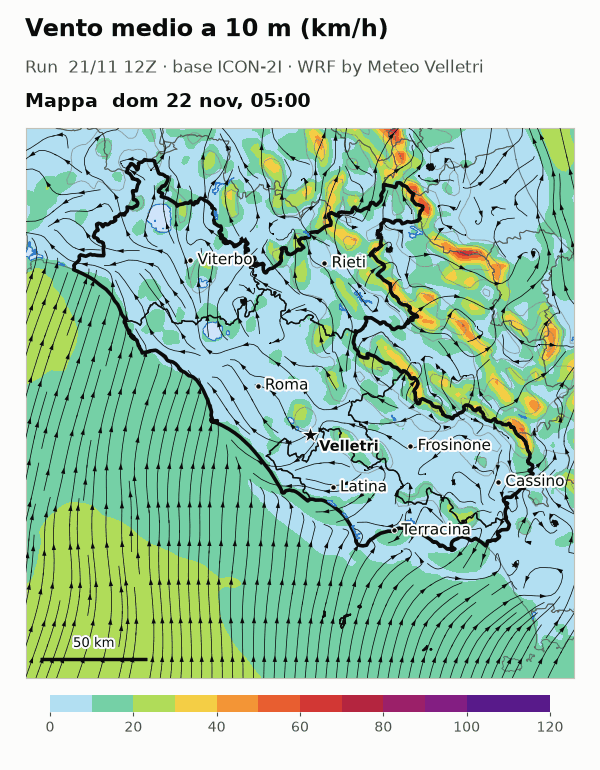 Vento medio a 10 m (km/h)
Run 21/11 12Z · base ICON-2I · WRF by Meteo Velletri
Mappa dom 22 nov, 05:00
Viterbo
Rieti
Roma
Velletri
Frosinone
Latina
Cassino
Terracina
50 km
0 20 40 60 80 100 120